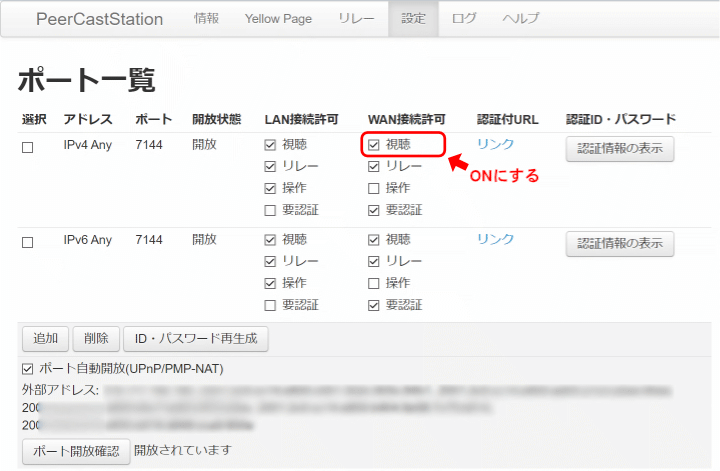 PeerCastStation 情報 Yellow Page リレー 設定 ログ ヘルプ
ポート一覧
選択 アドレス ポート 開放状態 LAN接続許可 WAN接続許可 認証付URL 認証ID・パスワード
IPv4 Any 7144 開放 視聴 視聴 リンク 認証情報の表示
リレー リレー
ONにする
操作 操作
要認証 要認証
IPv6 Any 7144 開放 視聴 視聴 リンク 認証情報の表示
リレー リレー
操作 操作
要認証 要認証
追加 削除 ID・パスワード再生成
ポート自動開放(UPnP/PMP-NAT)
外部アドレス:
200
200
ポート開放確認 開放されています